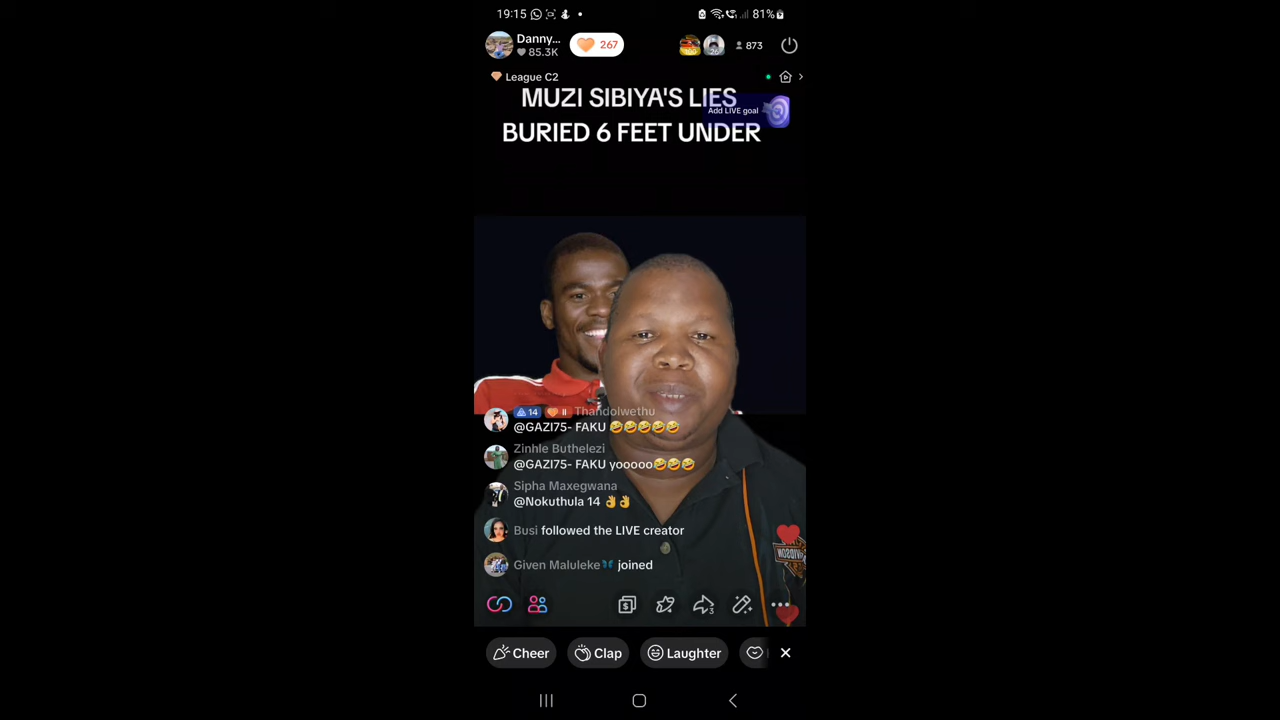 19:15
81%
Danny...
85.3K
267
873
League C2
MUZI SIBIYA'S LIES
BURIED 6 FEET UNDER
Add LIVE goal
14 II Thandolwethu
@GAZI75- FAKU 🤣🤣🤣🤣🤣
Zinhle Buthelezi
@GAZI75- FAKU yooooo🤣🤣🤣
Sipha Maxegwana
@Nokuthula 14 👌👌
Busi followed the LIVE creator
Given Maluleke🦋 joined
3
Cheer Clap Laughter